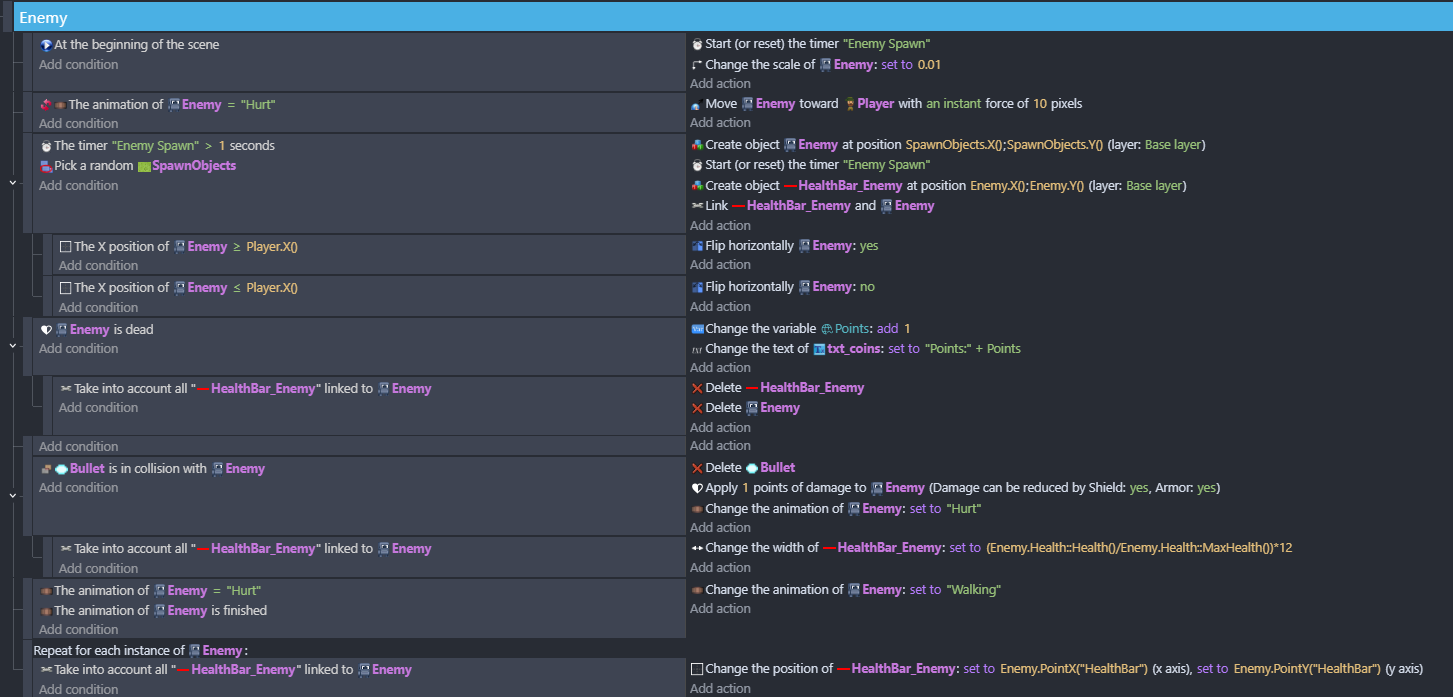 Enemy
At the beginning of the scene
Start (or reset) the timer "Enemy Spawn"
Add condition
Change the scale of Enemy: set to 0.01
Add action
The animation of Enemy = "Hurt"
Move Enemy toward Player with an instant force of 10 pixels
Add condition
Add action
The timer "Enemy Spawn" > 1 seconds
Create object Enemy at position SpawnObjects.X();SpawnObjects.Y() (layer: Base layer)
Pick a random SpawnObjects
Start (or reset) the timer "Enemy Spawn"
Add condition
Create object HealthBar_Enemy at position Enemy.X();Enemy.Y() (layer: Base layer)
Link HealthBar_Enemy and Enemy
Add action
The X position of Enemy ≥ Player.X()
Flip horizontally Enemy: yes
Add condition
Add action
The X position of Enemy ≤ Player.X()
Flip horizontally Enemy: no
Add condition
Add action
Enemy is dead
Change the variable Points: add 1
Add condition
txt Change the text of txt_coins: set to "Points:" + Points
Add action
Take into account all "HealthBar_Enemy" linked to Enemy
Delete HealthBar_Enemy
Add condition
Delete Enemy
Add action
Add condition
Add action
Bullet is in collision with Enemy
Delete Bullet
Add condition
Apply 1 points of damage to Enemy (Damage can be reduced by Shield: yes, Armor: yes)
Change the animation of Enemy: set to "Hurt"
Add action
Take into account all "HealthBar_Enemy" linked to Enemy
Change the width of HealthBar_Enemy: set to (Enemy.Health::Health()/Enemy.Health::MaxHealth())*12
Add condition
Add action
The animation of Enemy = "Hurt"
Change the animation of Enemy: set to "Walking"
The animation of Enemy is finished
Add action
Add condition
Repeat for each instance of Enemy:
Take into account all "HealthBar_Enemy" linked to Enemy
Change the position of HealthBar_Enemy: set to Enemy.PointX("HealthBar") (x axis), set to Enemy.PointY("HealthBar") (y axis)
Add condition
Add action